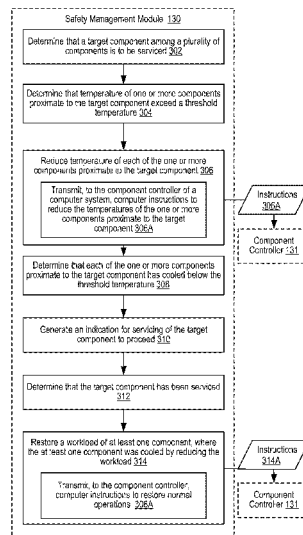 Safety Management Module 130
Determine that a target component among a plurality of
components is to be serviced 302
Determine that temperature of one or more components
proximate to the target component exceed a threshold
temperature 304
Reduce temperature of each of the one or more
components proximate to the target component 306
Transmit, to the component controller of a
computer system, computer instructions to
reduce the temperatures of the one or more
components proximate to the target
component 306A
Instructions
306A
Component
Controller 131
Determine that each of the one or more components
proximate to the target component has cooled below the
threshold temperature 308
Generate an indication for servicing of the target
component to proceed 310
Determine that the target component has been serviced
312
Restore a workload of at least one component, where
the at least one component was cooled by reducing the
workload 314
Transmit, to the component controller,
computer instructions to restore normal
operations 306A
Instructions
314A
Component
Controller 131